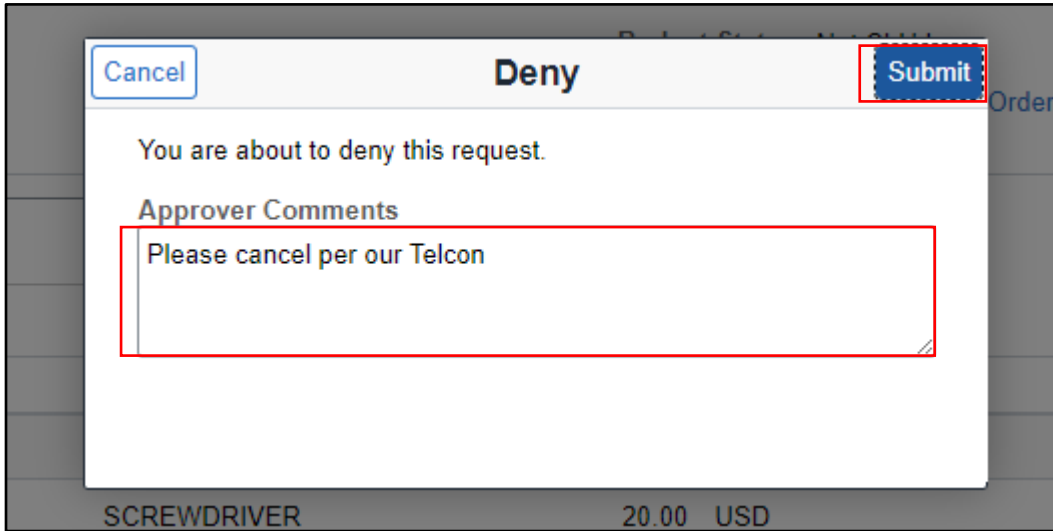 Cancel
Deny
Submit
Order
You are about to deny this request.
Approver Comments
Please cancel per our Telcon
SCREWDRIVER 20.00 USD